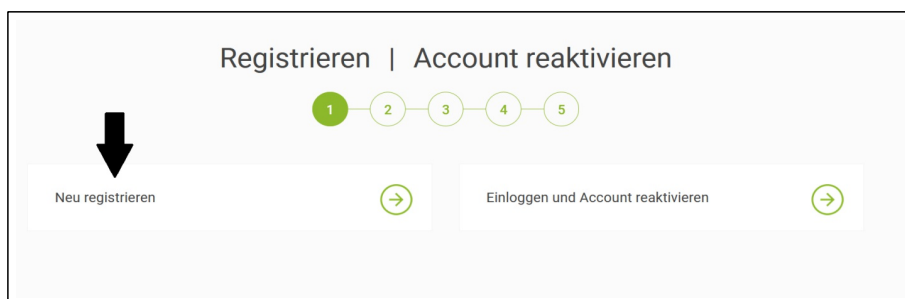 Registrieren | Account reaktivieren
1 2 3 4 5
Neu registrieren
Einloggen und Account reaktivieren